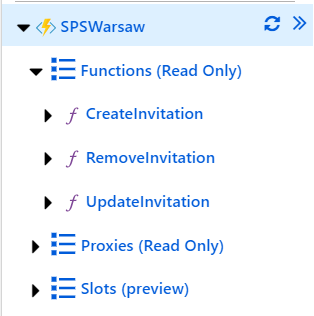 SPSWarsaw
Functions (Read Only)
f CreateInvitation
f RemoveInvitation
f UpdateInvitation
Proxies (Read Only)
Slots (preview)